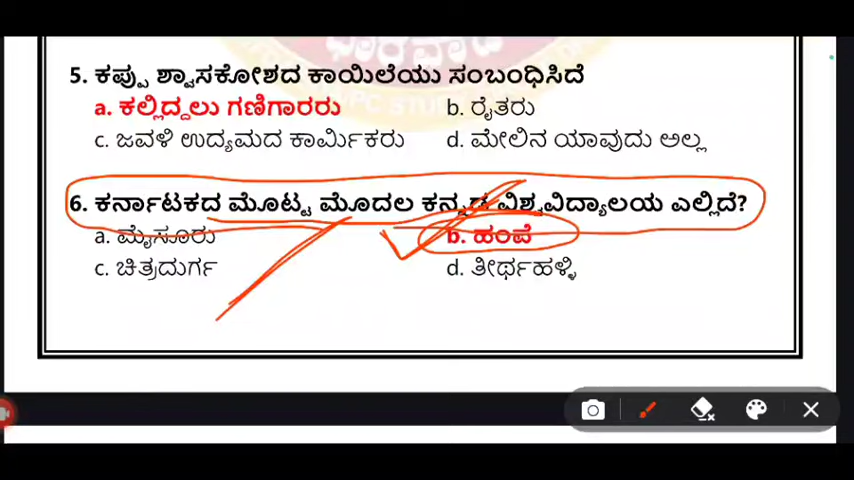 ಧಾರವಾಡ
5. ಕಪ್ಪು ಶ್ವಾಸಕೋಶದ ಕಾಯಿಲೆಯು ಸಂಬಂಧಿಸಿದೆ
a. ಕಲ್ಲಿದ್ದಲು ಗಣಿಗಾರರು b. ರೈತರು
c. ಜವಳಿ ಉದ್ಯಮದ ಕಾರ್ಮಿಕರು d. ಮೇಲಿನ ಯಾವುದು ಅಲ್ಲ
6. ಕರ್ನಾಟಕದ ಮೊಟ್ಟ ಮೊದಲ ಕನ್ನಡ ವಿಶ್ವವಿದ್ಯಾಲಯ ಎಲ್ಲಿದೆ?
a. ಮೈಸೂರು b. ಹಂಪೆ
c. ಚಿತ್ರದುರ್ಗ d. ತೀರ್ಥಹಳ್ಳಿ